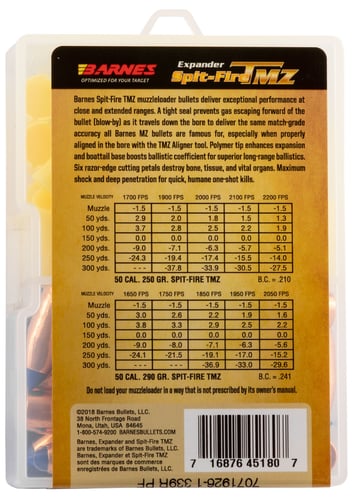 BARNES
OPTIMIZED FOR YOUR TARGET
Expander
Spit-Fire TMZ
Barnes Spit-Fire TMZ muzzleloader bullets deliver exceptional performance at
close and extended ranges. A tight seal prevents gas escaping forward of the
bullet (blow-by) as it travels down the bore to deliver the same match-grade
accuracy all Barnes MZ bullets are famous for, especially when properly
aligned in the bore with the TMZ Aligner tool. Polymer tip enhances expansion
and boattail base boosts ballistic coefficient for superior long-range ballistics.
Six razor-edge cutting petals destroy bone, tissue, and vital organs. Maximum
shock and deep penetration for quick, humane one-shot kills.
MUZZLE VELOCITY 1700 FPS 1900 FPS 2000 FPS 2100 FPS 2200 FPS
Muzzle -1.5 -1.5 -1.5 -1.5 -1.5
50 yds. 2.9 2.0 1.8 1.5 1.3
100 yds. 3.7 2.8 2.5 2.2 1.9
150 yds. 0.0 0.0 0.0 0.0 0.0
200 yds. -9.0 -7.1 -6.3 -5.7 -5.1
250 yds. -24.3 -19.4 -17.4 -15.5 -14.0
300 yds. --- -37.8 -33.9 -30.5 -27.5
50 CAL. 250 GR. SPIT-FIRE TMZ B.C. = .210
MUZZLE VELOCITY 1650 FPS 1750 FPS 1850 FPS 1950 FPS 2050 FPS
Muzzle -1.5 -1.5 -1.5 -1.5 -1.5
50 yds. 3.0 2.6 2.2 1.9 1.6
100 yds. 3.8 3.3 2.9 2.5 2.2
150 yds. 0.0 0.0 0.0 0.0 0.0
200 yds. -9.0 -8.0 -7.1 -6.3 -5.6
250 yds. -24.1 -21.5 -19.1 -17.0 -15.2
300 yds. --- --- -36.9 -33.0 -29.6
50 CAL. 290 GR. SPIT-FIRE TMZ B.C. = .241
Do not load your muzzleloader in a way that is not prescribed by its owner's manual.
©2018 Barnes Bullets, LLC.
38 North Frontage Road
Mona, Utah, USA 84645
1-800-574-9200 BARNESBULLETS.COM
Barnes, Expander and Spit-Fire TMZ
are trademarks of Barnes Bullets, LLC.
Barnes, Expander et Spit-Fire TMZ
sont des marques de commerce
enregistrées de Barnes Bullets, LLC.
7 16876 45180 7
7071926-1 339R PF